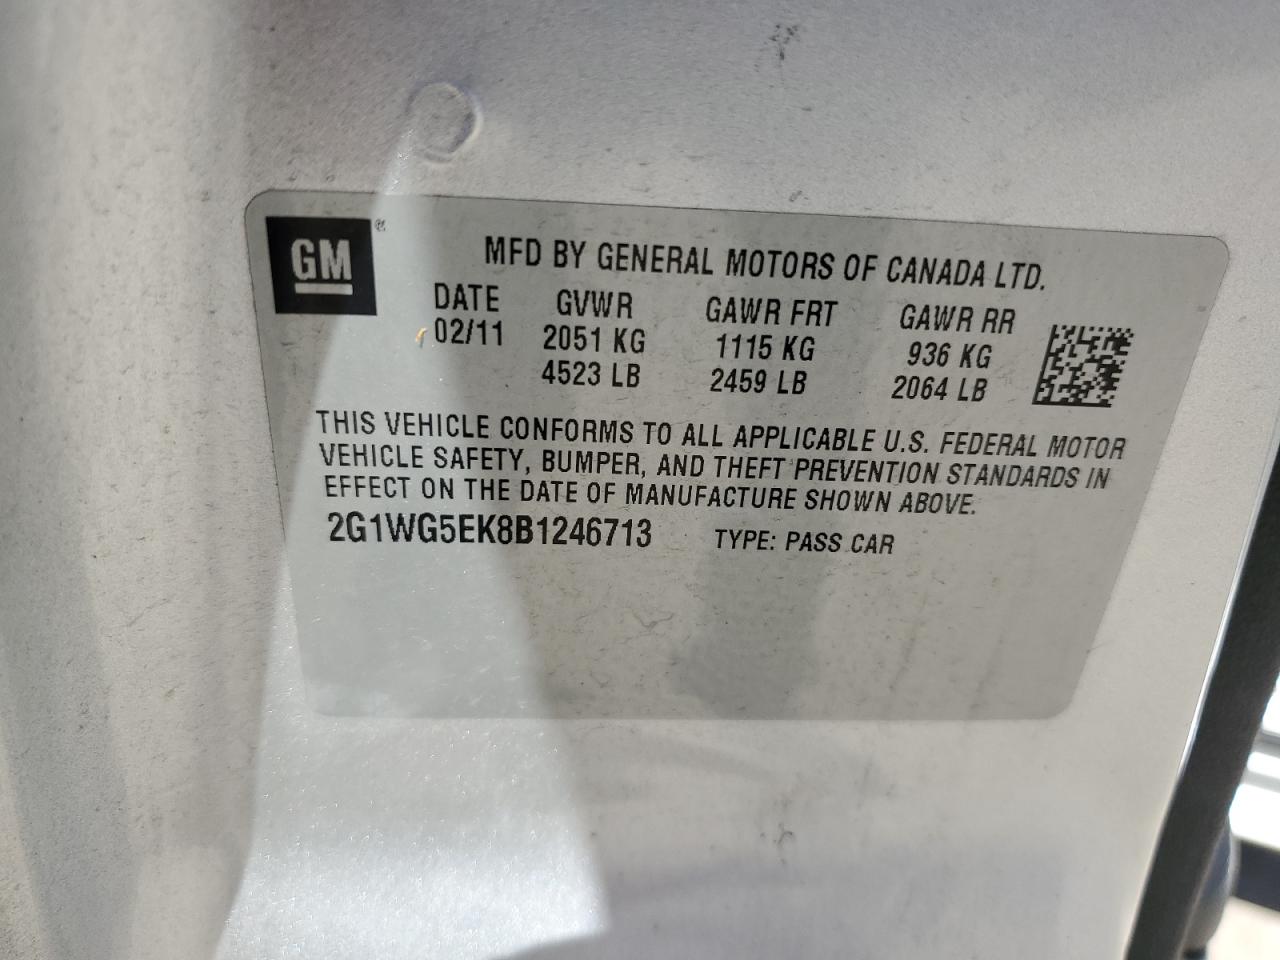 GM®
MFD BY GENERAL MOTORS OF CANADA LTD.
DATE GVWR GAWR FRT GAWR RR
02/11 2051 KG 1115 KG 936 KG
4523 LB 2459 LB 2064 LB
THIS VEHICLE CONFORMS TO ALL APPLICABLE U.S. FEDERAL MOTOR
VEHICLE SAFETY, BUMPER, AND THEFT PREVENTION STANDARDS IN
EFFECT ON THE DATE OF MANUFACTURE SHOWN ABOVE.
2G1WG5EK8B1246713 TYPE: PASS CAR